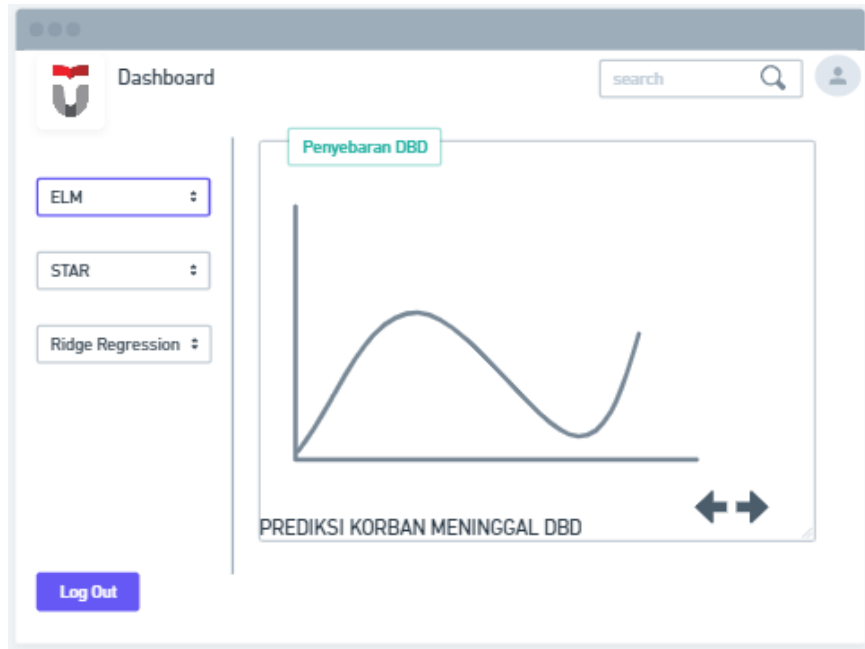 Dashboard
search
ELM
STAR
Ridge Regression
Penyebaran DBD
PREDIKSI KORBAN MENINGGAL DBD
Log Out